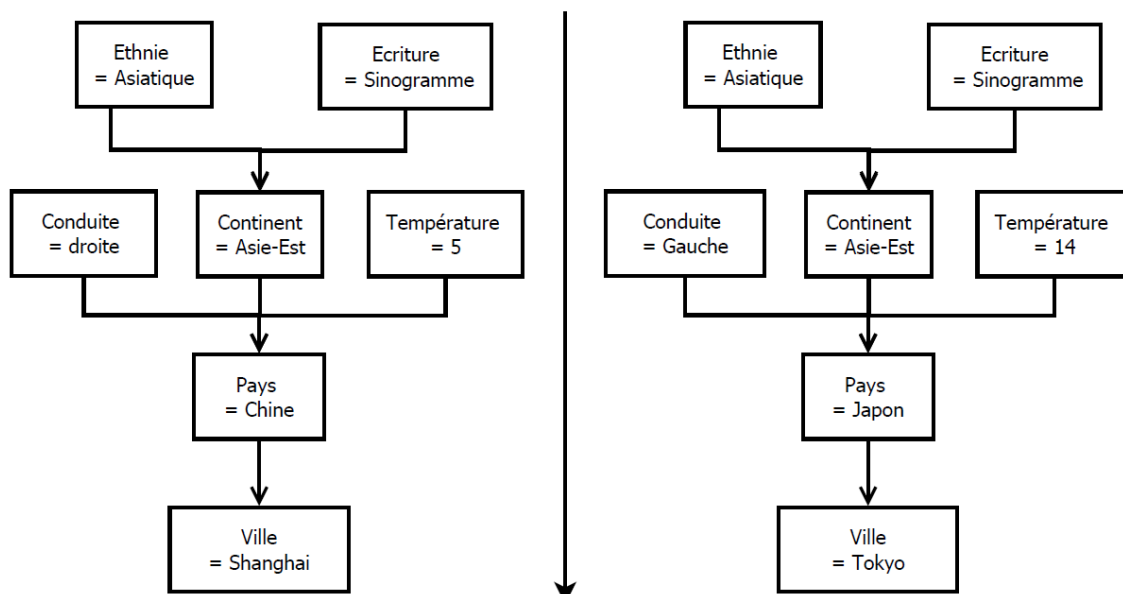 Ethnie
= Asiatique
Ecriture
= Sinogramme
Conduite
= droite
Continent
= Asie-Est
Température
= 5
Pays
= Chine
Ville
= Shanghai
Ethnie
= Asiatique
Ecriture
= Sinogramme
Conduite
= Gauche
Continent
= Asie-Est
Température
= 14
Pays
= Japon
Ville
= Tokyo